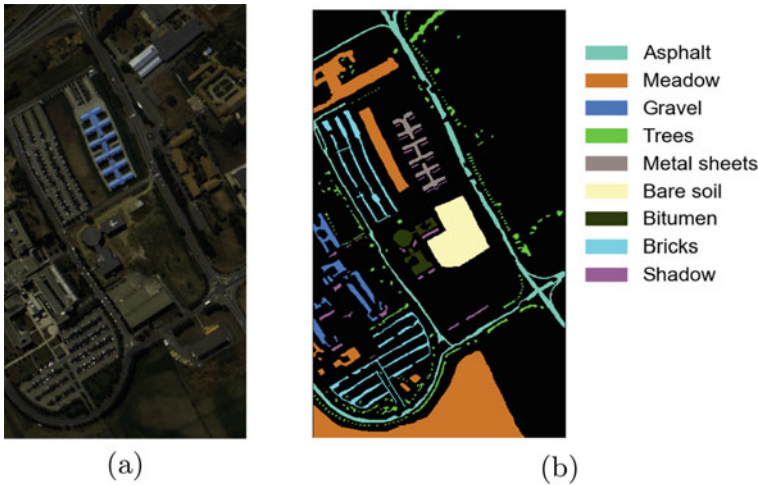 Asphalt
Meadow
Gravel
Trees
Metal sheets
Bare soil
Bitumen
Bricks
Shadow
(a)
(b)